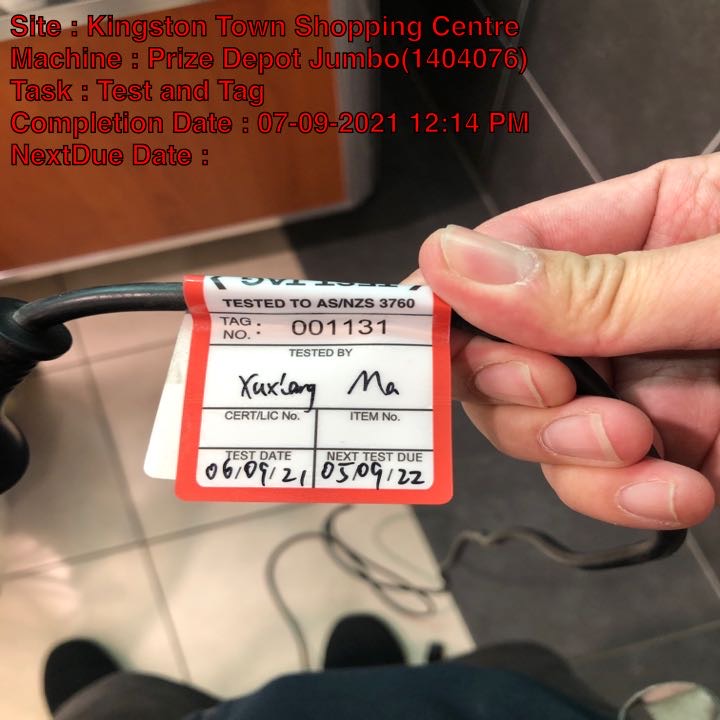 Site : Kingston Town Shopping Centre
Machine : Prize Depot Jumbo(1404076)
Task : Test and Tag
Completion Date : 07-09-2021 12:14 PM
NextDue Date :
TEST TAG
TESTED TO AS/NZS 3760
TAG NO. : 001131
TESTED BY
Xuxiang Ma
CERT/LIC No. ITEM No.
TEST DATE NEXT TEST DUE
06/09/21 05/09/22